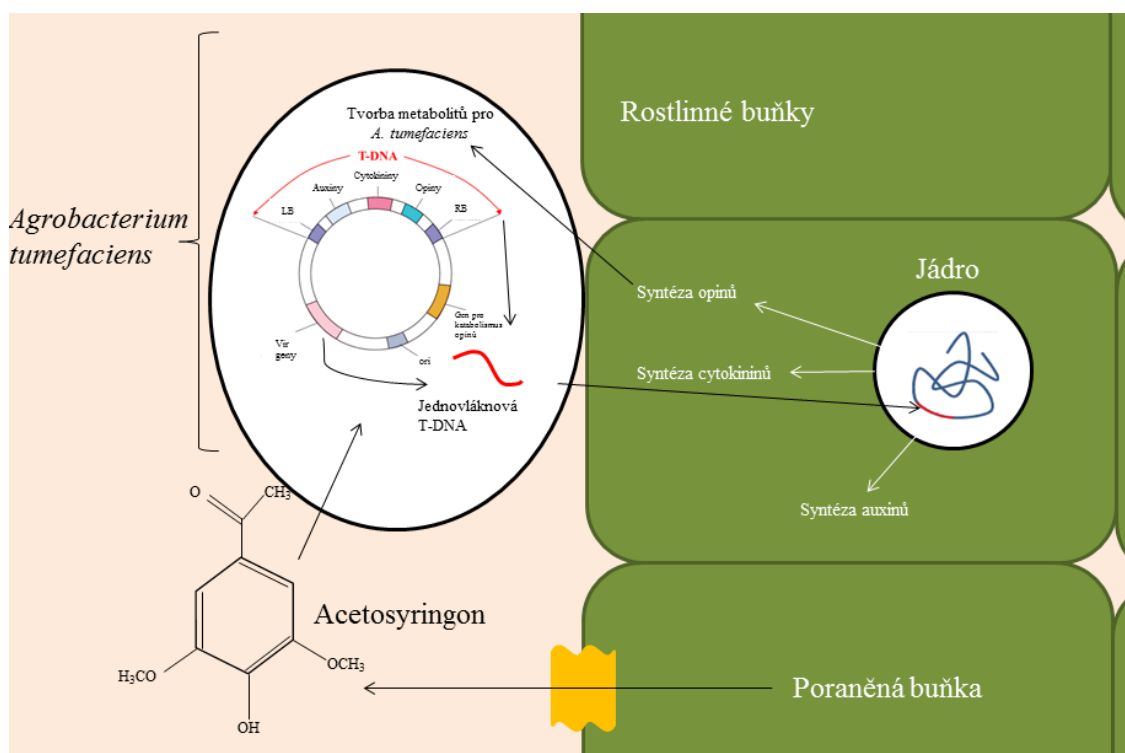 Tvorba metabolitů pro
A. tumefaciens
T-DNA
Cytokininy
Auxiny
Opiny
LB
RB
Agrobacterium
tumefaciens
Vir
geny
ori
Gen pro
katabolismus
opinů
Jednovláknová
T-DNA
Rostlinné buňky
Jádro
Syntéza opinů
Syntéza cytokininů
Syntéza auxinů
O
CH3
Acetosyringon
H3CO
OCH3
OH
Poraněná buňka